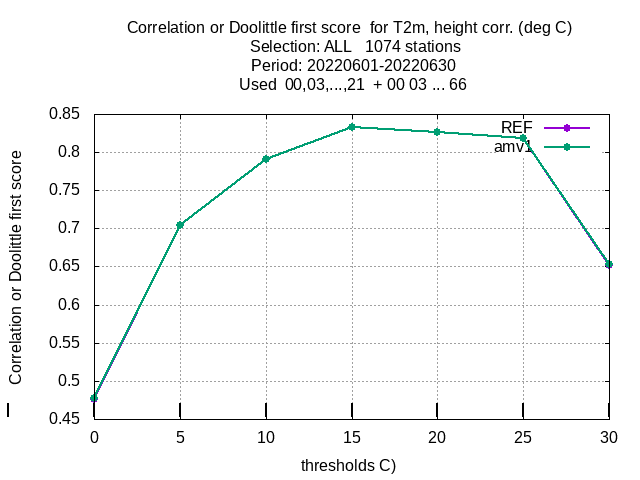 Correlation or Doolittle first score for T2m, height corr. (deg C)
Selection: ALL 1074 stations
Period: 20220601-20220630
Used 00,03,...,21 + 00 03 ... 66
Correlation or Doolittle first score
0.85
0.8
0.75
0.7
0.65
0.6
0.55
0.5
0.45
REF
amv1
0 5 10 15 20 25 30
thresholds C)